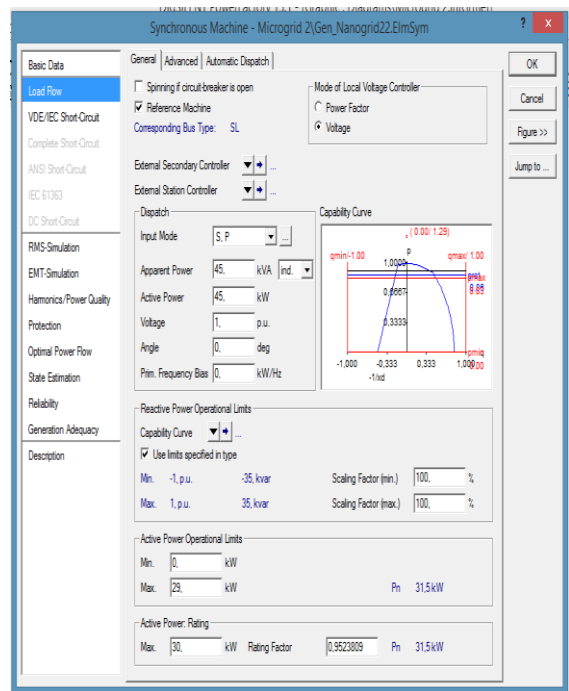 Synchronous Machine - Microgrid 2\Gen_Nanogrid22.ElmSym
? x
Basic Data
Load Flow
VDE/IEC Short-Circuit
Complete Short-Circuit
ANSI Short-Circuit
IEC 61363
DC Short-Circuit
RMS-Simulation
EMT-Simulation
Harmonics/Power Quality
Protection
Optimal Power Flow
State Estimation
Reliability
Generation Adequacy
Description
General Advanced Automatic Dispatch
Spinning if circuit-breaker is open
Reference Machine
Corresponding Bus Type: SL
Mode of Local Voltage Controller
Power Factor
Voltage
External Secondary Controller ...
External Station Controller ...
Dispatch
Input Mode S, P ...
Apparent Power 45, kVA ind.
Active Power 45, kW
Voltage 1, p.u.
Angle 0, deg
Prim. Frequency Bias 0, kW/Hz
Capability Curve
( 0.00/ 1.29)
qmin/-1.00 p qmax/ 1.00
1,0000
0,6667
0,3333
-1,000 -0,333 0,333 1,000
-1/xd
Reactive Power Operational Limits
Capability Curve ...
Use limits specified in type
Min. -1, p.u. -35, kvar Scaling Factor (min.) 100, %
Max. 1, p.u. 35, kvar Scaling Factor (max.) 100, %
Active Power Operational Limits
Min. 0, kW
Max. 29, kW Pn 31,5 kW
Active Power: Rating
Max. 30, kW Rating Factor 0,9523809 Pn 31,5 kW
OK
Cancel
Figure >>
Jump to ...